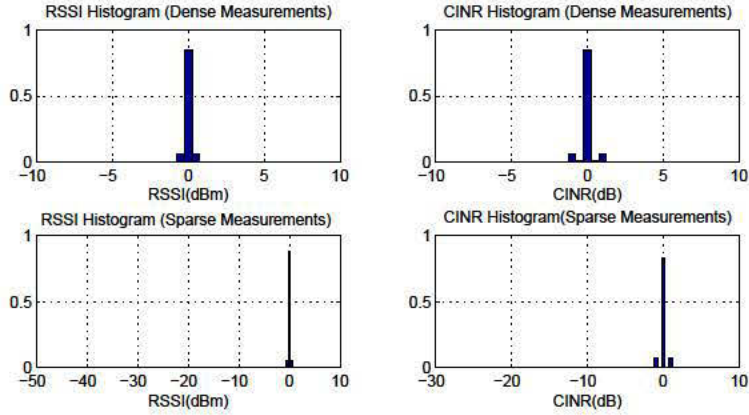 RSSI Histogram (Dense Measurements)
1
0.5
0
−10 −5 0 5 10
RSSI(dBm)
CINR Histogram (Dense Measurements)
1
0.5
0
−10 −5 0 5 10
CINR(dB)
RSSI Histogram (Sparse Measurements)
1
0.5
0
−50 −40 −30 −20 −10 0 10
RSSI(dBm)
CINR Histogram(Sparse Measurements)
1
0.5
0
−30 −20 −10 0 10
CINR(dB)